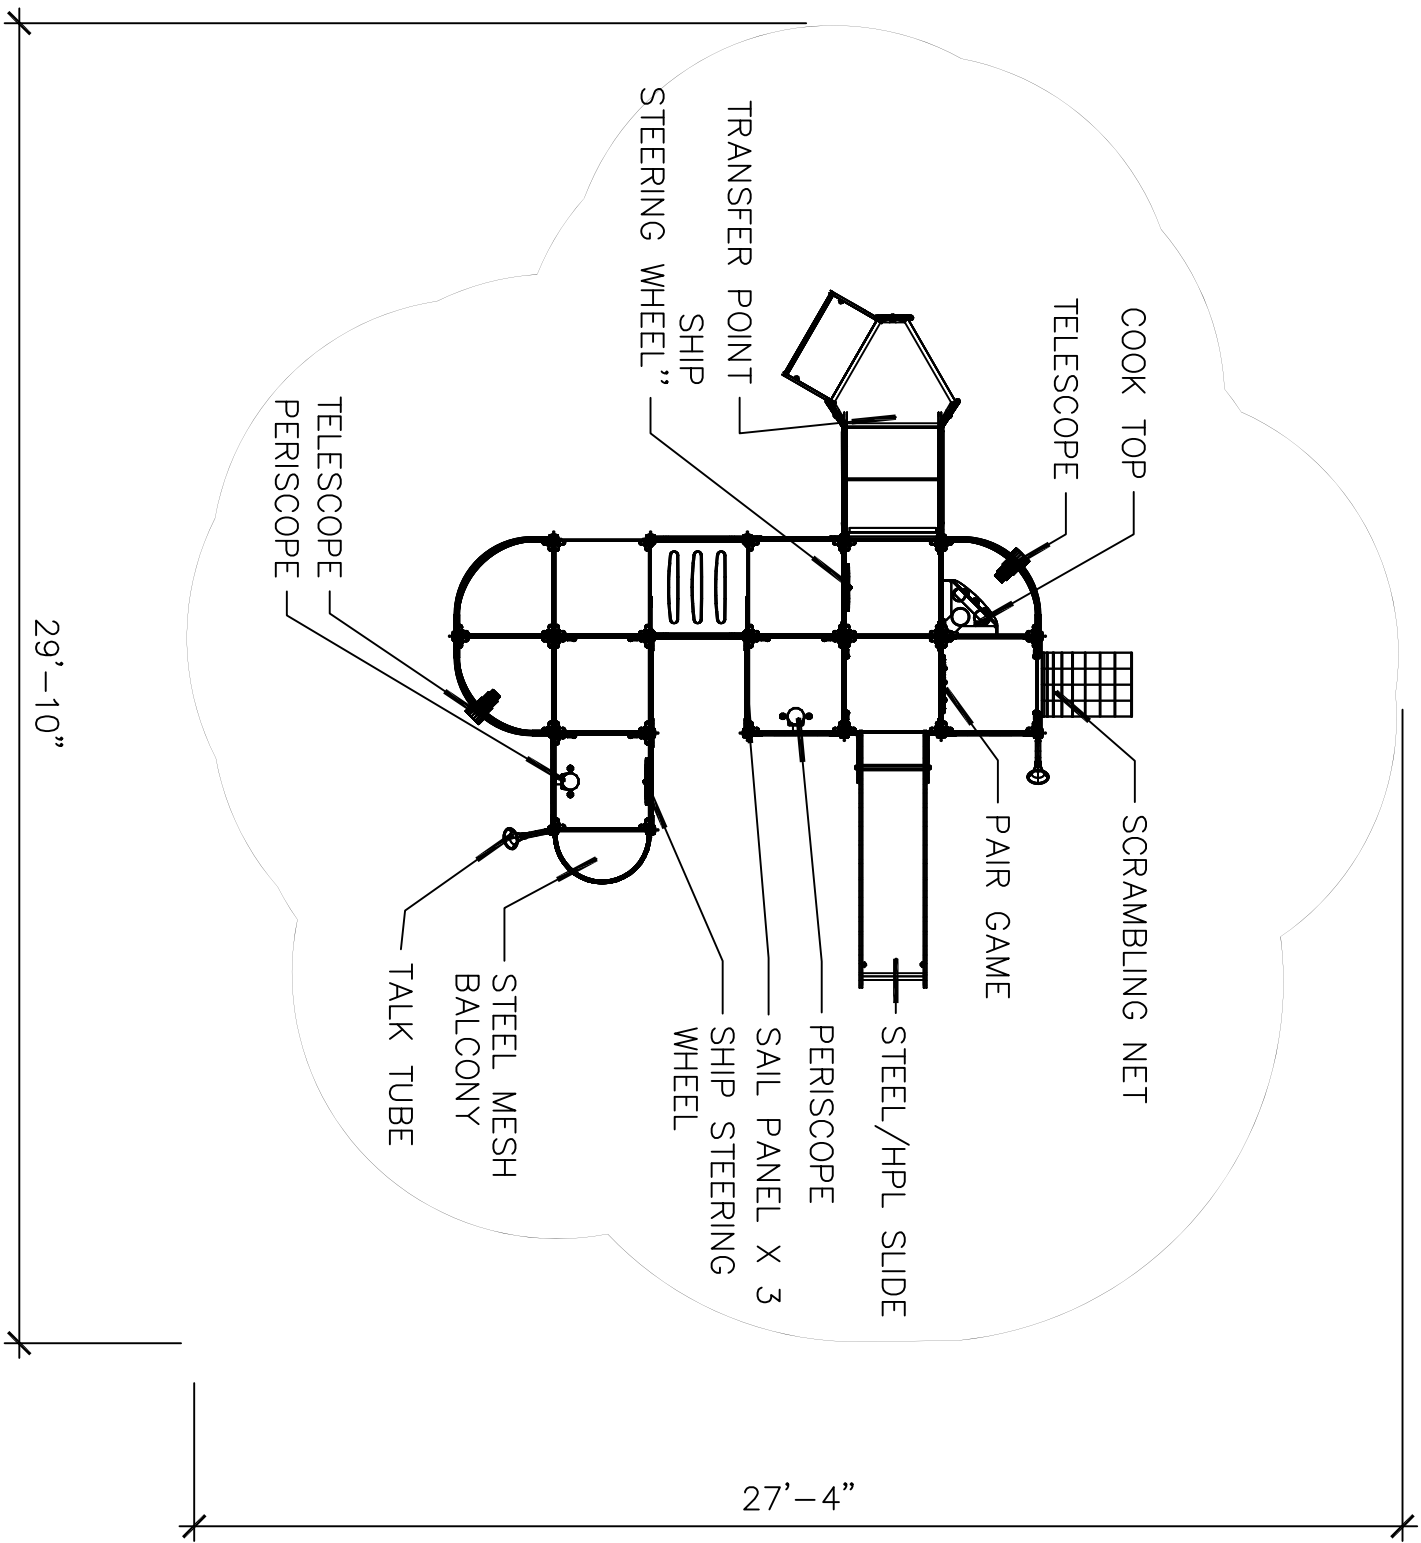 COOK TOP
TELESCOPE
TRANSFER POINT
SHIP
STEERING WHEEL”
TELESCOPE
PERISCOPE
SCRAMBLING NET
PAIR GAME
STEEL/HPL SLIDE
PERISCOPE
SAIL PANEL X 3
SHIP STEERING
WHEEL
STEEL MESH
BALCONY
TALK TUBE
29’-10”
27’-4”